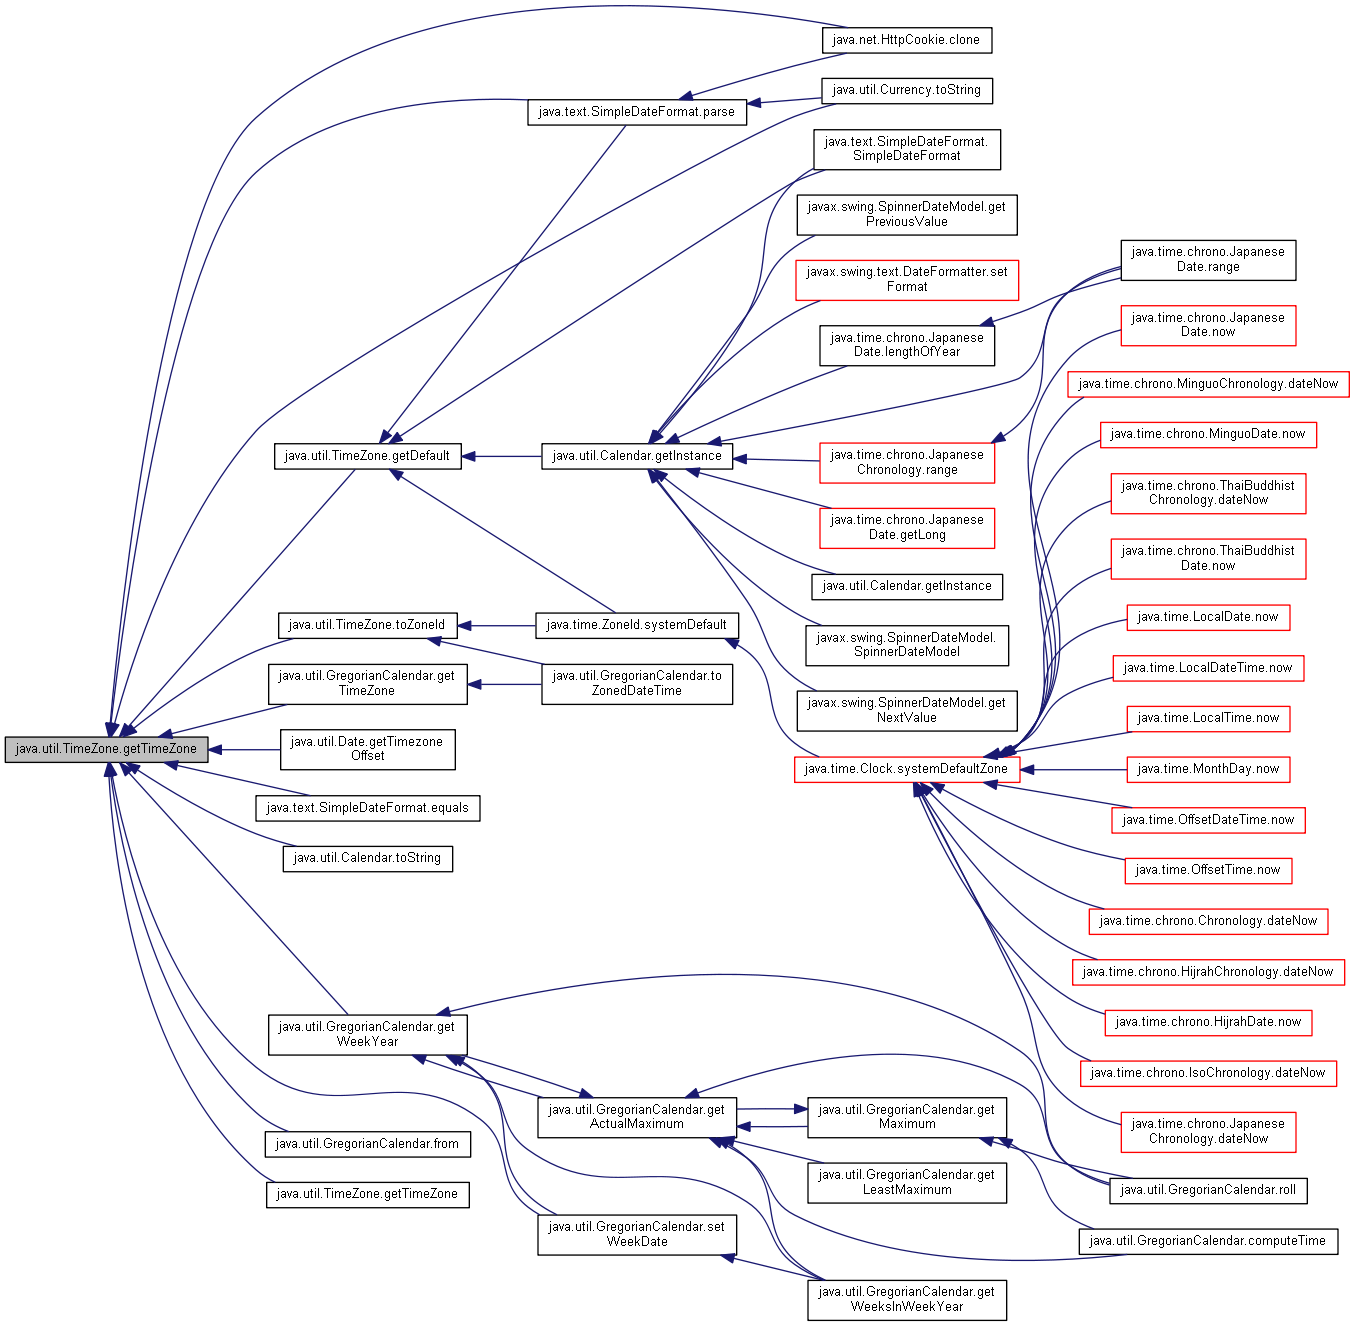 java.net.HttpCookie.clone
java.util.Currency.toString
java.text.SimpleDateFormat.parse
java.text.SimpleDateFormat.
SimpleDateFormat
javax.swing.SpinnerDateModel.get
PreviousValue
javax.swing.text.DateFormatter.set
Format
java.time.chrono.Japanese
Date.range
java.time.chrono.Japanese
Date.now
java.time.chrono.Japanese
Date.lengthOfYear
java.time.chrono.MinguoChronology.dateNow
java.util.TimeZone.getDefault
java.util.Calendar.getInstance
java.time.chrono.Japanese
Chronology.range
java.time.chrono.MinguoDate.now
java.time.chrono.ThaiBuddhist
Chronology.dateNow
java.time.chrono.Japanese
Date.getLong
java.time.chrono.ThaiBuddhist
Date.now
java.util.Calendar.getInstance
java.util.TimeZone.toZoneId
java.time.ZoneId.systemDefault
java.time.LocalDate.now
javax.swing.SpinnerDateModel.
SpinnerDateModel
java.util.GregorianCalendar.get
TimeZone
java.util.GregorianCalendar.to
ZonedDateTime
java.time.LocalDateTime.now
javax.swing.SpinnerDateModel.get
NextValue
java.time.LocalTime.now
java.util.TimeZone.getTimeZone
java.util.Date.getTimezone
Offset
java.time.Clock.systemDefaultZone
java.time.MonthDay.now
java.text.SimpleDateFormat.equals
java.time.OffsetDateTime.now
java.util.Calendar.toString
java.time.OffsetTime.now
java.time.chrono.Chronology.dateNow
java.time.chrono.HijrahChronology.dateNow
java.time.chrono.HijrahDate.now
java.util.GregorianCalendar.get
WeekYear
java.time.chrono.IsoChronology.dateNow
java.util.GregorianCalendar.get
ActualMaximum
java.util.GregorianCalendar.get
Maximum
java.time.chrono.Japanese
Chronology.dateNow
java.util.GregorianCalendar.from
java.util.GregorianCalendar.get
LeastMaximum
java.util.TimeZone.getTimeZone
java.util.GregorianCalendar.roll
java.util.GregorianCalendar.set
WeekDate
java.util.GregorianCalendar.computeTime
java.util.GregorianCalendar.get
WeeksInWeekYear